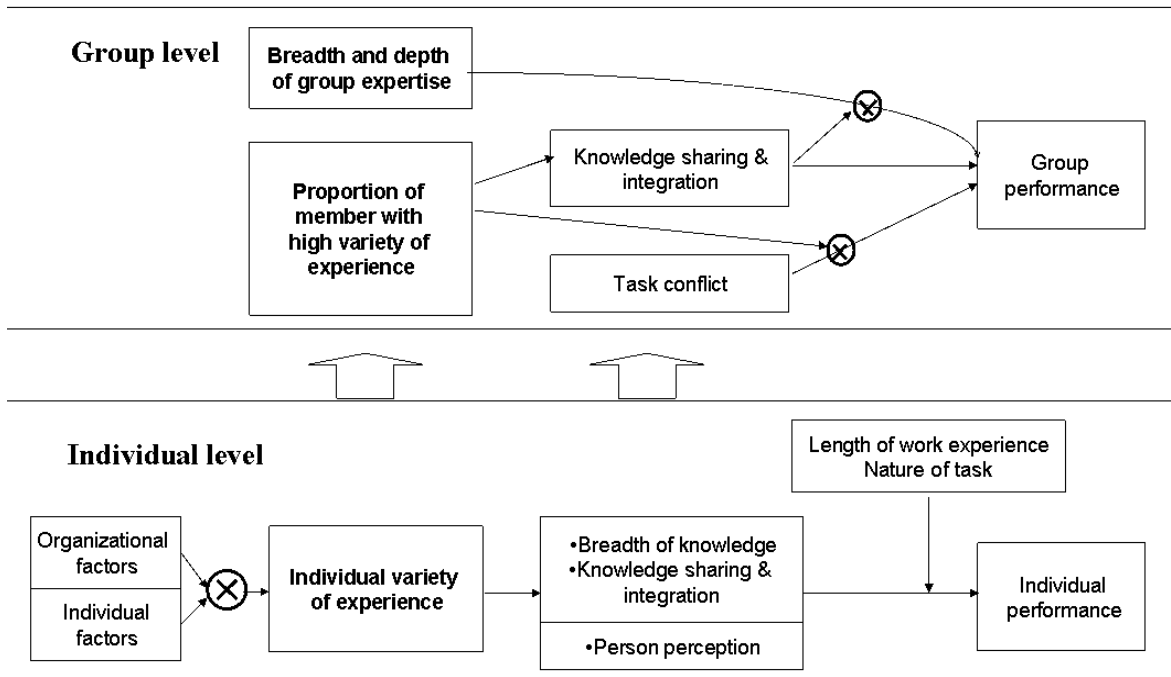 Group level
Breadth and depth
of group expertise
Proportion of
member with
high variety of
experience
Knowledge sharing &
integration
Task conflict
Group
performance
Individual level
Length of work experience
Nature of task
Organizational
factors
Individual
factors
Individual variety
of experience
•Breadth of knowledge
•Knowledge sharing &
integration
•Person perception
Individual
performance